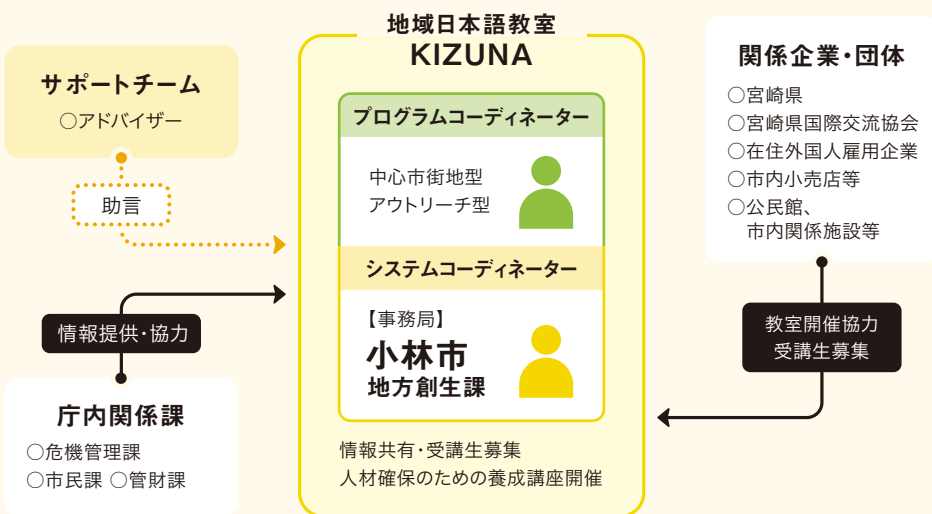 サポートチーム
○アドバイザー
助言
情報提供・協力
庁内関係課
○危機管理課
○市民課 ○管財課
地域日本語教室
KIZUNA
プログラムコーディネーター
中心市街地型
アウトリーチ型
システムコーディネーター
【事務局】
小林市
地方創生課
情報共有・受講生募集
人材確保のための養成講座開催
関係企業・団体
○宮崎県
○宮崎県国際交流協会
○在住外国人雇用企業
○市内小売店等
○公民館、
市内関係施設等
教室開催協力
受講生募集